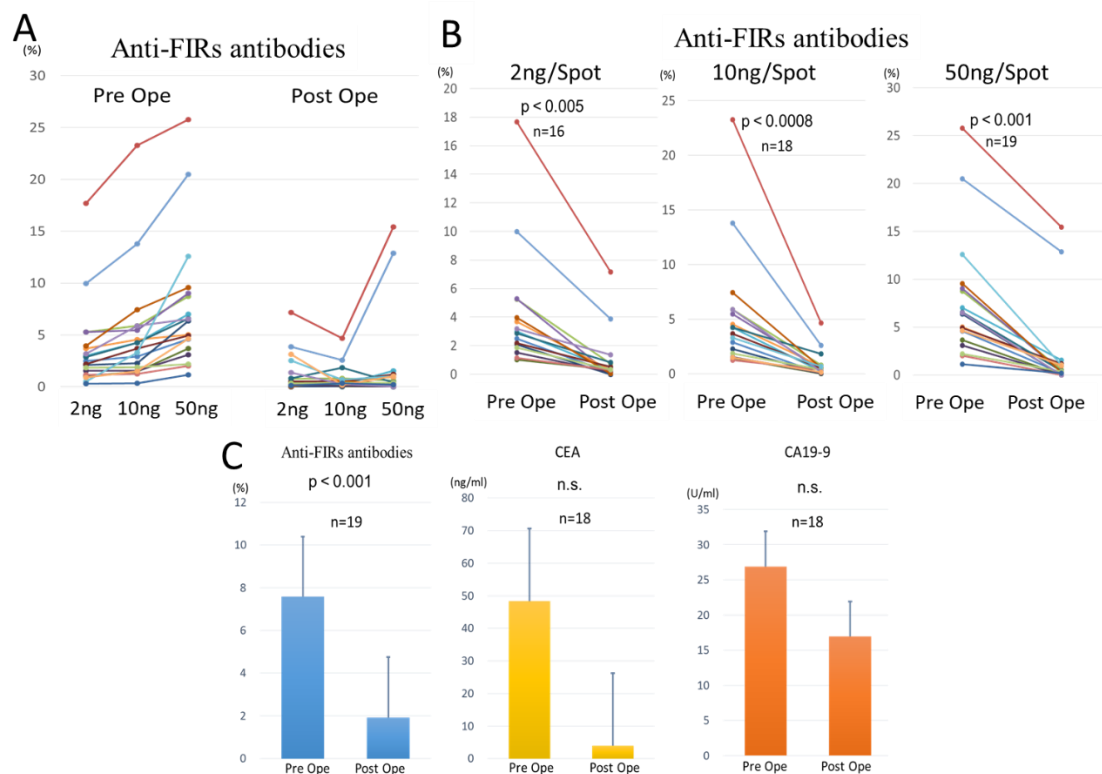 A
Anti-FIRs antibodies
(%)
Pre Ope
Post Ope
30
25
20
15
10
5
0
2ng 10ng 50ng
2ng 10ng 50ng
B
Anti-FIRs antibodies
2ng/Spot
(%)
p < 0.005
n=16
20
18
16
14
12
10
8
6
4
2
0
Pre Ope Post Ope
10ng/Spot
(%)
p < 0.0008
n=18
25
20
15
10
5
0
Pre Ope Post Ope
50ng/Spot
(%)
p < 0.001
n=19
30
25
20
15
10
5
0
Pre Ope Post Ope
C
Anti-FIRs antibodies
(%)
p < 0.001
n=19
12
10
8
6
4
2
0
Pre Ope Post Ope
CEA
(ng/ml)
n.s.
n=18
80
70
60
50
40
30
20
10
0
Pre Ope Post Ope
CA19-9
(U/ml)
n.s.
n=18
35
30
25
20
15
10
5
0
Pre Ope Post Ope